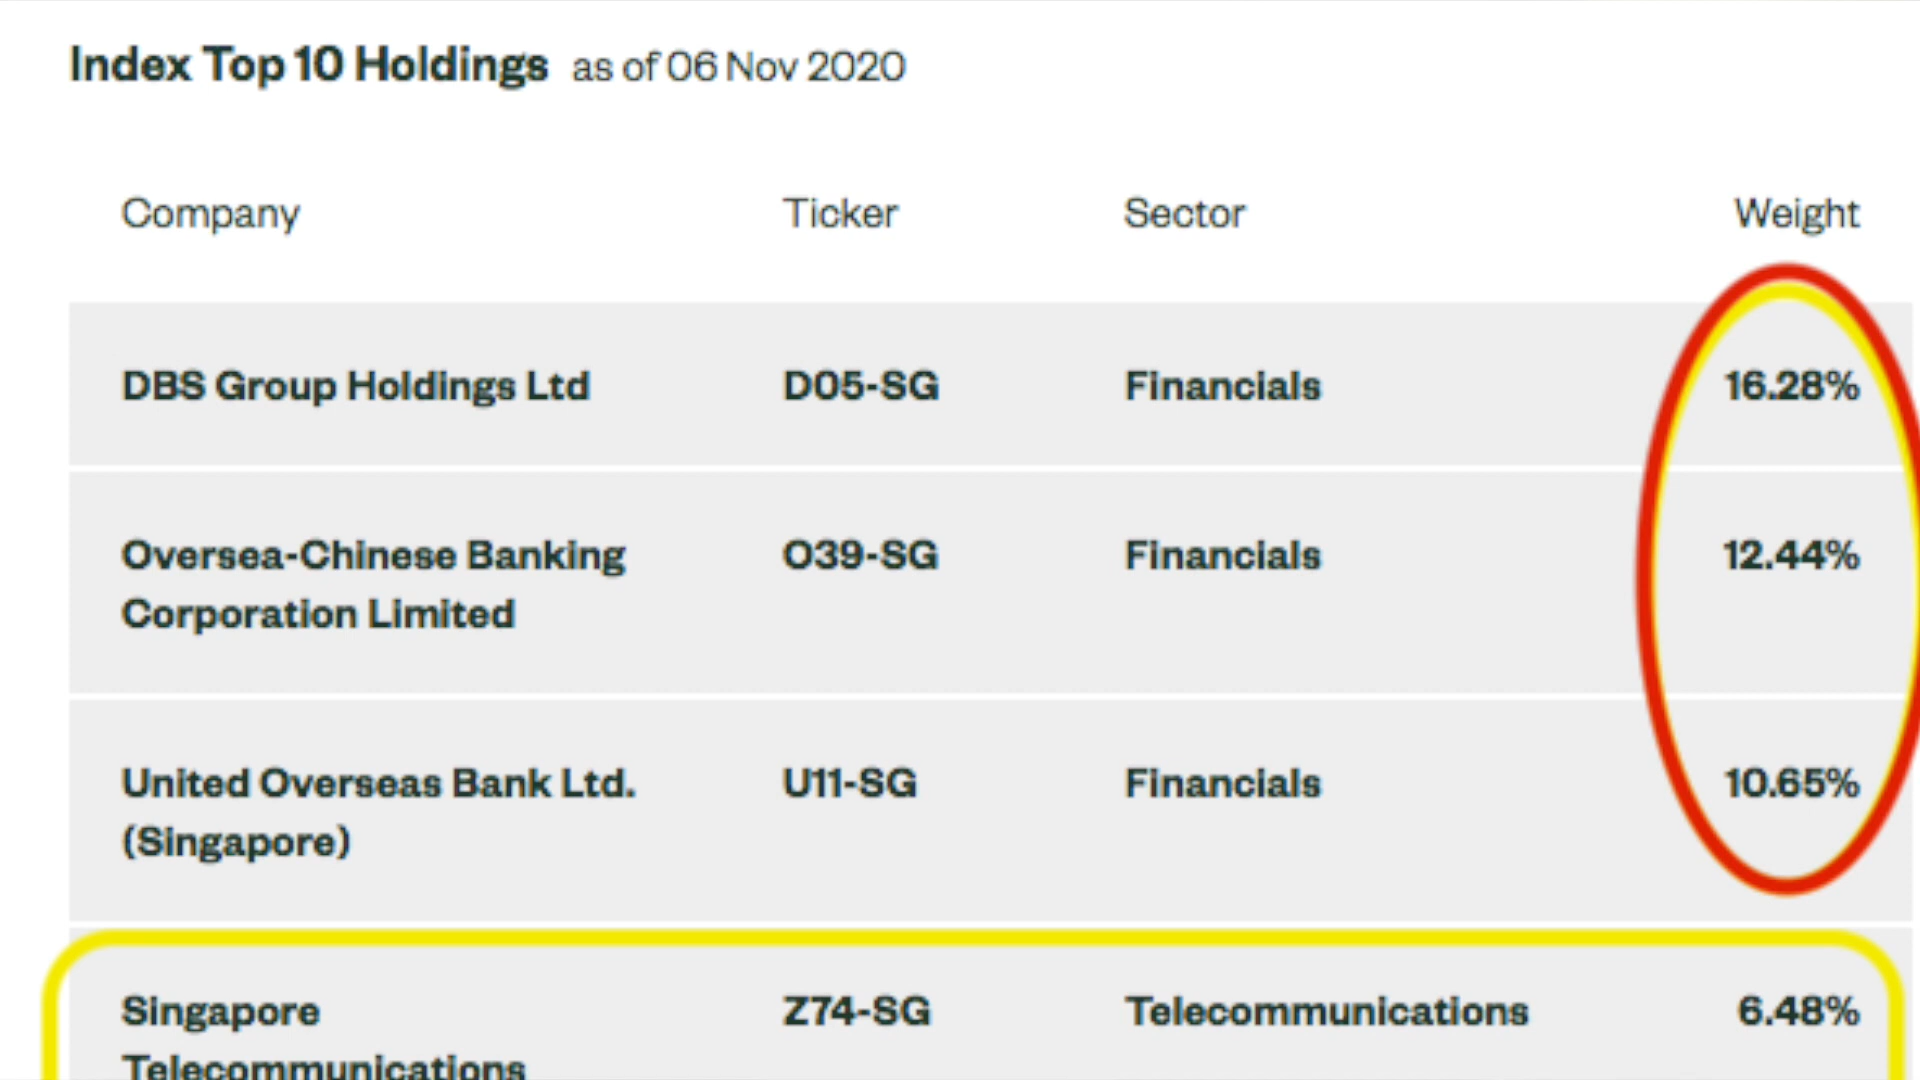 Index Top 10 Holdings as of 06 Nov 2020
Company Ticker Sector Weight
DBS Group Holdings Ltd D05-SG Financials 16.28%
Oversea-Chinese Banking O39-SG Financials 12.44%
Corporation Limited
United Overseas Bank Ltd. U11-SG Financials 10.65%
(Singapore)
Singapore Z74-SG Telecommunications 6.48%
Telecommunications